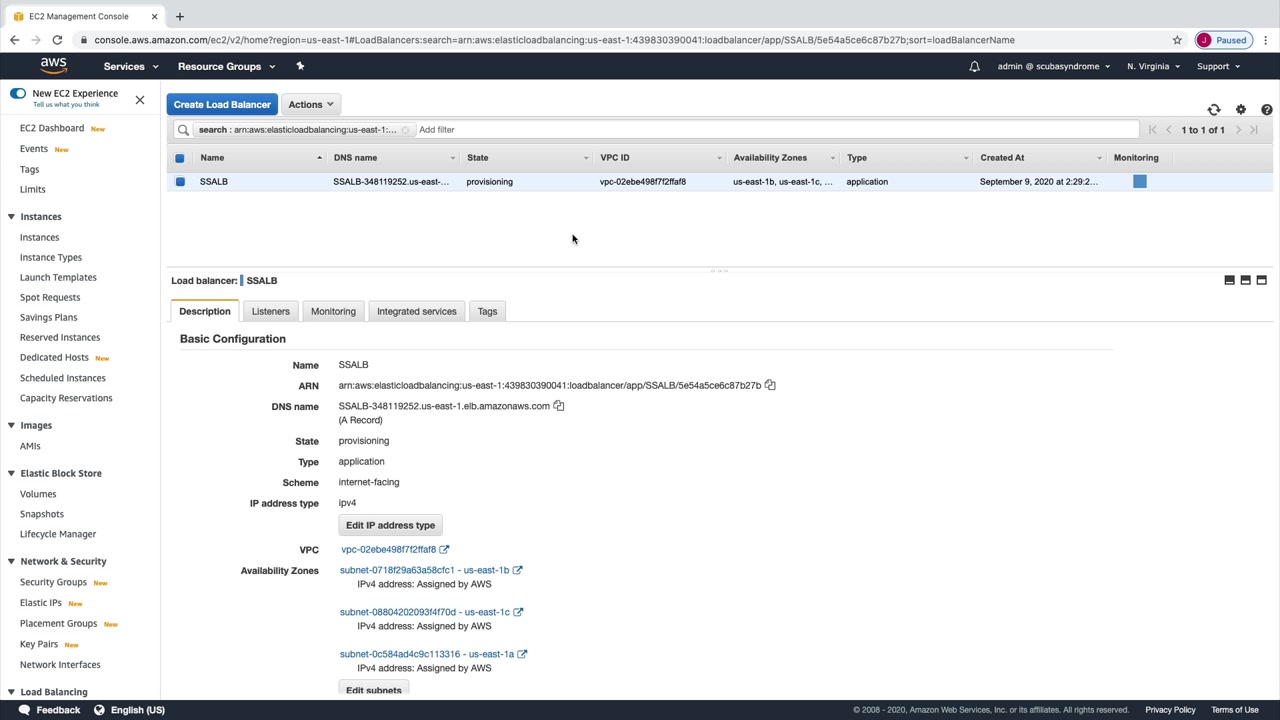 EC2 Management Console
console.aws.amazon.com/ec2/v2/home?region=us-east-1#LoadBalancers:search=arn:aws:elasticloadbalancing:us-east-1:439830390041:loadbalancer/app/SSALB/5e54a5ce6c87b27b;sort=loadBalancerName
J Paused
aws Services Resource Groups admin @ scubasyndrome N. Virginia Support
New EC2 Experience
Tell us what you think
EC2 Dashboard New
Events New
Tags
Limits
Instances
Instances
Instance Types
Launch Templates
Spot Requests
Savings Plans
Reserved Instances
Dedicated Hosts New
Scheduled Instances
Capacity Reservations
Images
AMIs
Elastic Block Store
Volumes
Snapshots
Lifecycle Manager
Network & Security
Security Groups New
Elastic IPs New
Placement Groups New
Key Pairs New
Network Interfaces
Load Balancing
Create Load Balancer Actions
search : arn:aws:elasticloadbalancing:us-east-1:... Add filter 1 to 1 of 1
Name DNS name State VPC ID Availability Zones Type Created At Monitoring
SSALB SSALB-348119252.us-east-... provisioning vpc-02ebe498f7f2ffaf8 us-east-1b, us-east-1c, ... application September 9, 2020 at 2:29:2...
Load balancer: SSALB
Description Listeners Monitoring Integrated services Tags
Basic Configuration
Name SSALB
ARN arn:aws:elasticloadbalancing:us-east-1:439830390041:loadbalancer/app/SSALB/5e54a5ce6c87b27b
DNS name SSALB-348119252.us-east-1.elb.amazonaws.com
(A Record)
State provisioning
Type application
Scheme internet-facing
IP address type ipv4
Edit IP address type
VPC vpc-02ebe498f7f2ffaf8
Availability Zones subnet-0718f29a63a58cfc1 - us-east-1b
IPv4 address: Assigned by AWS
subnet-08804202093f4f70d - us-east-1c
IPv4 address: Assigned by AWS
subnet-0c584ad4c9c113316 - us-east-1a
IPv4 address: Assigned by AWS
Edit subnets
Feedback English (US) © 2008 - 2020, Amazon Web Services, Inc. or its affiliates. All rights reserved. Privacy Policy Terms of Use